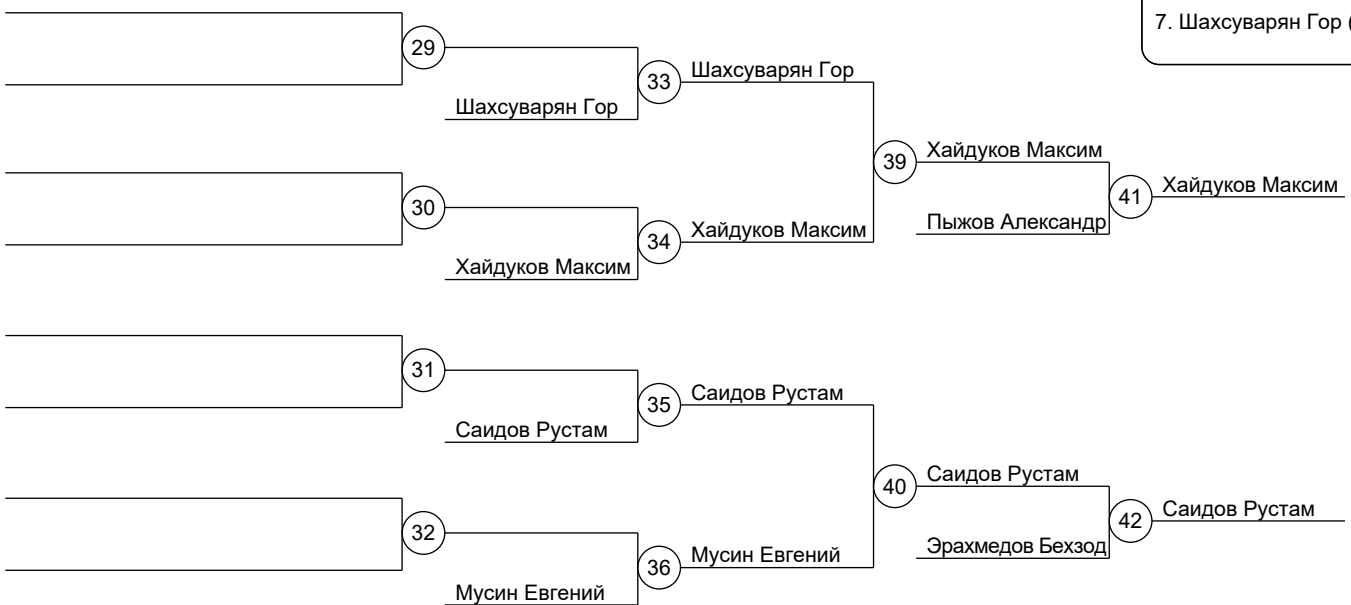 7. Шахсуварян Гор (
29
33
Шахсуварян Гор
Шахсуварян Гор
39
Хайдуков Максим
41
Хайдуков Максим
30
34
Хайдуков Максим
Пыжов Александр
Хайдуков Максим
31
35
Саидов Рустам
Саидов Рустам
40
Саидов Рустам
42
Саидов Рустам
32
36
Мусин Евгений
Эрахмедов Бехзод
Мусин Евгений